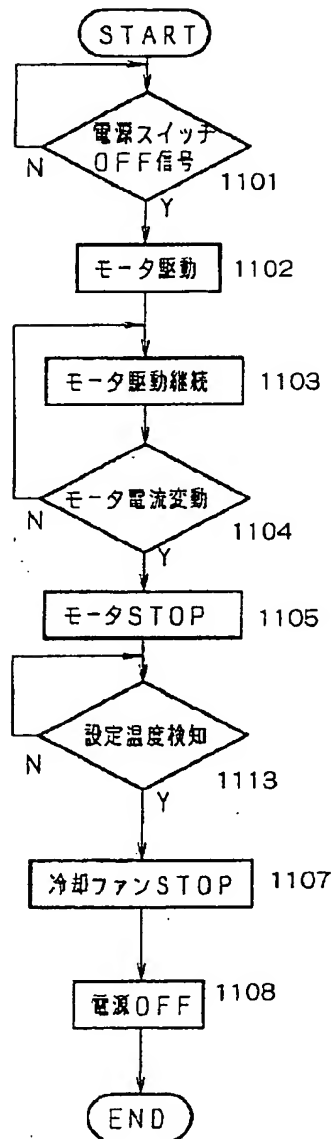 START
電源スイッチ
OFF信号
N
1101
Y
モータ駆動
1102
モータ駆動継続
1103
モータ電流変動
N
1104
Y
モータSTOP
1105
設定温度検知
N
1113
Y
冷却ファンSTOP
1107
電源OFF
1108
END